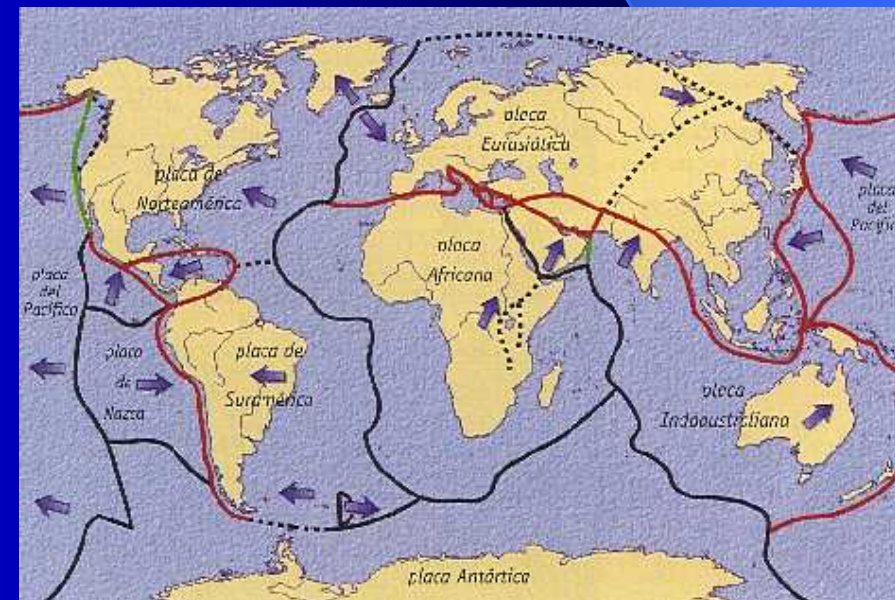 placa
Eurasiática
placa de
Norteamérica
placa
del
Pacífico
placa
Africana
placa
del
Pacífico
placa
de
Nazca
placa de
Suramérica
placa
Indoaustraliana
placa Antártica